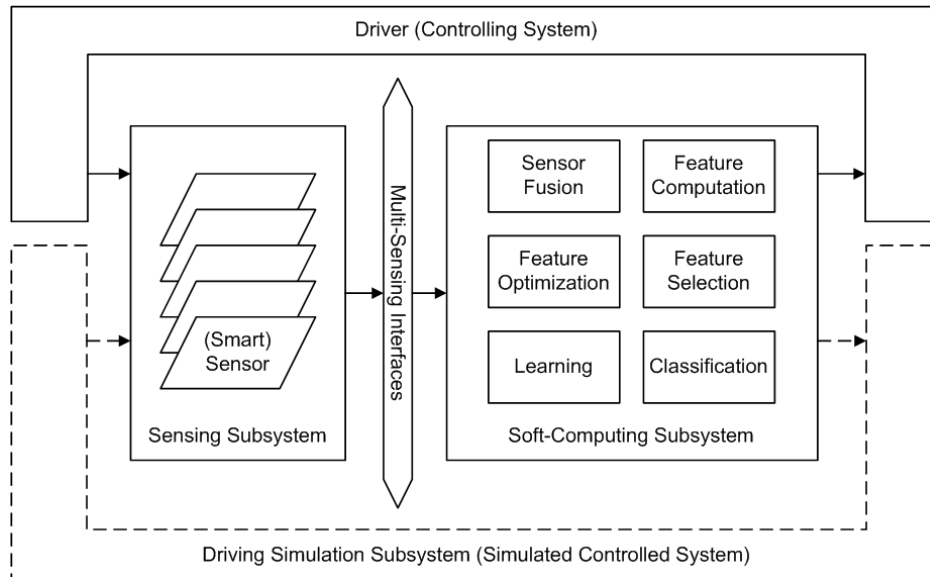 Driver (Controlling System)
Sensor
Fusion
Feature
Computation
Multi-Sensing Interfaces
Feature
Optimization
Feature
Selection
(Smart)
Sensor
Learning
Classification
Sensing Subsystem
Soft-Computing Subsystem
Driving Simulation Subsystem (Simulated Controlled System)